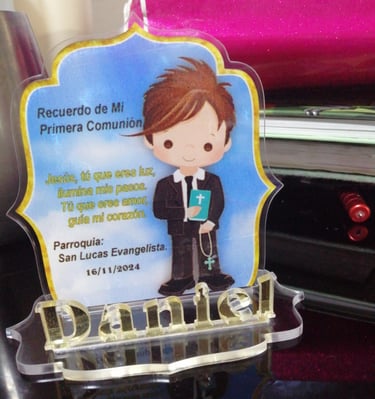 Recuerdo de Mi
Primera Comunión
Jesús, tú que eres luz,
ilumina mis pasos.
Tú que eres amor,
guía mi corazón.
Parroquia:
San Lucas Evangelista.
16/11/2024
Daniel